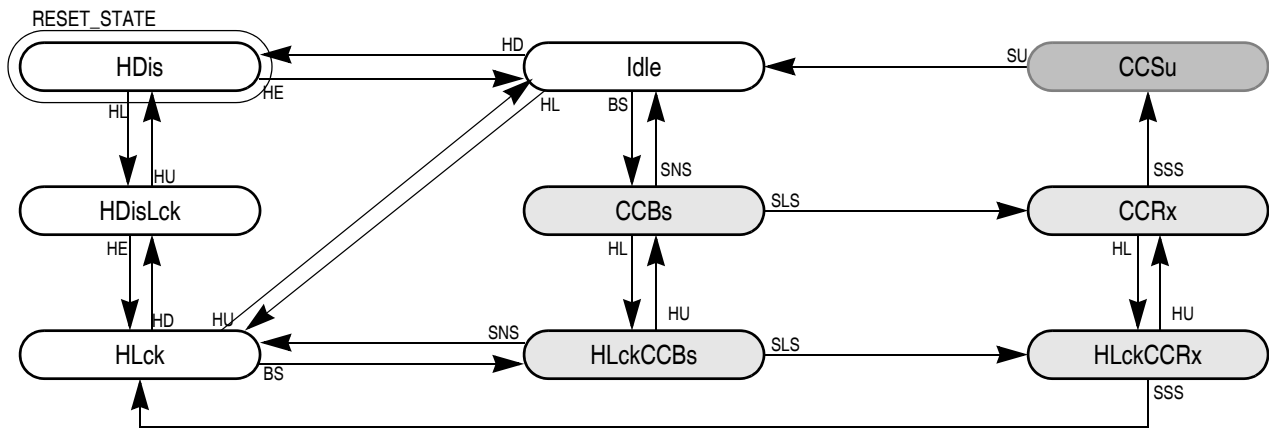 RESET_STATE
HDis
HD
Idle
SU
CCSu
HE
HL
HL
BS
HU
SNS
SSS
HDisLck
CCBs
SLS
CCRx
HE
HL
HL
HD
HU
HU
HU
HLck
SNS
HLckCCBs
SLS
HLckCCRx
BS
SSS